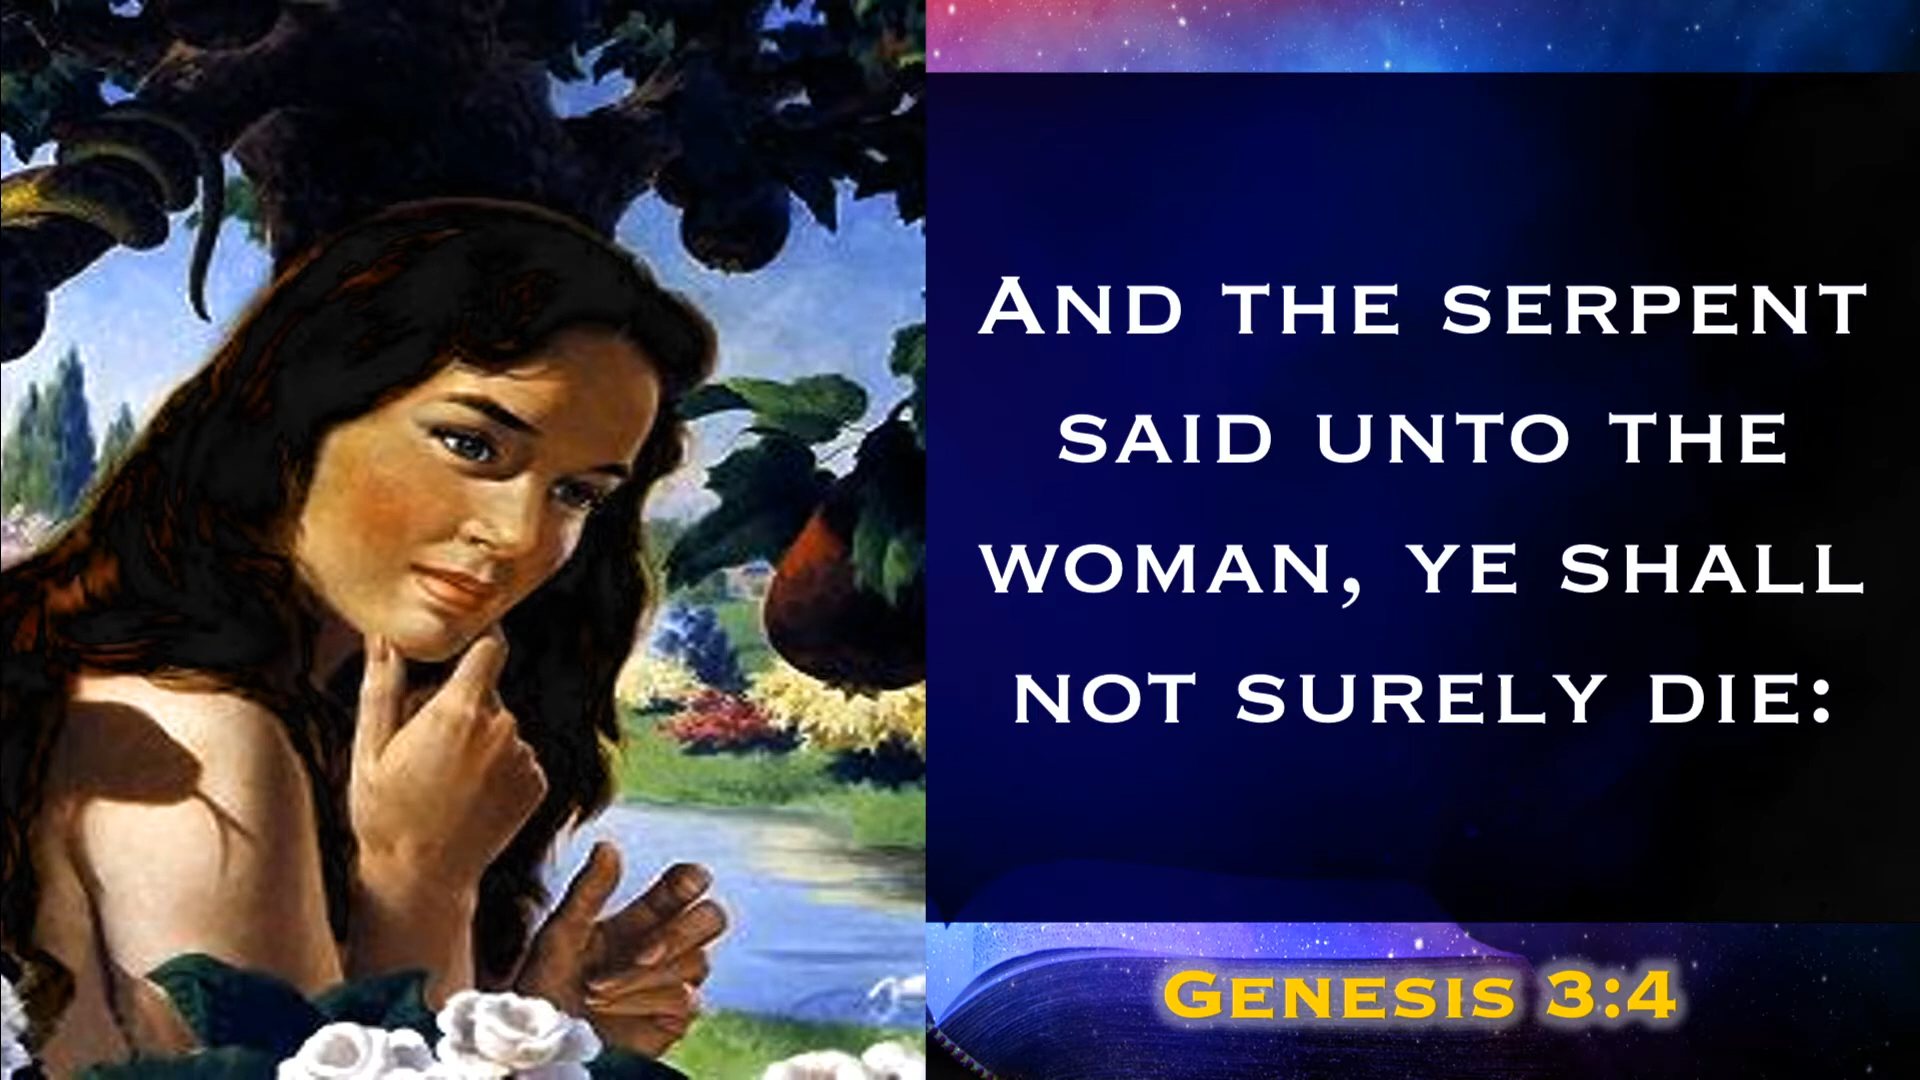 And the serpent
said unto the
woman, ye shall
not surely die:
Genesis 3:4